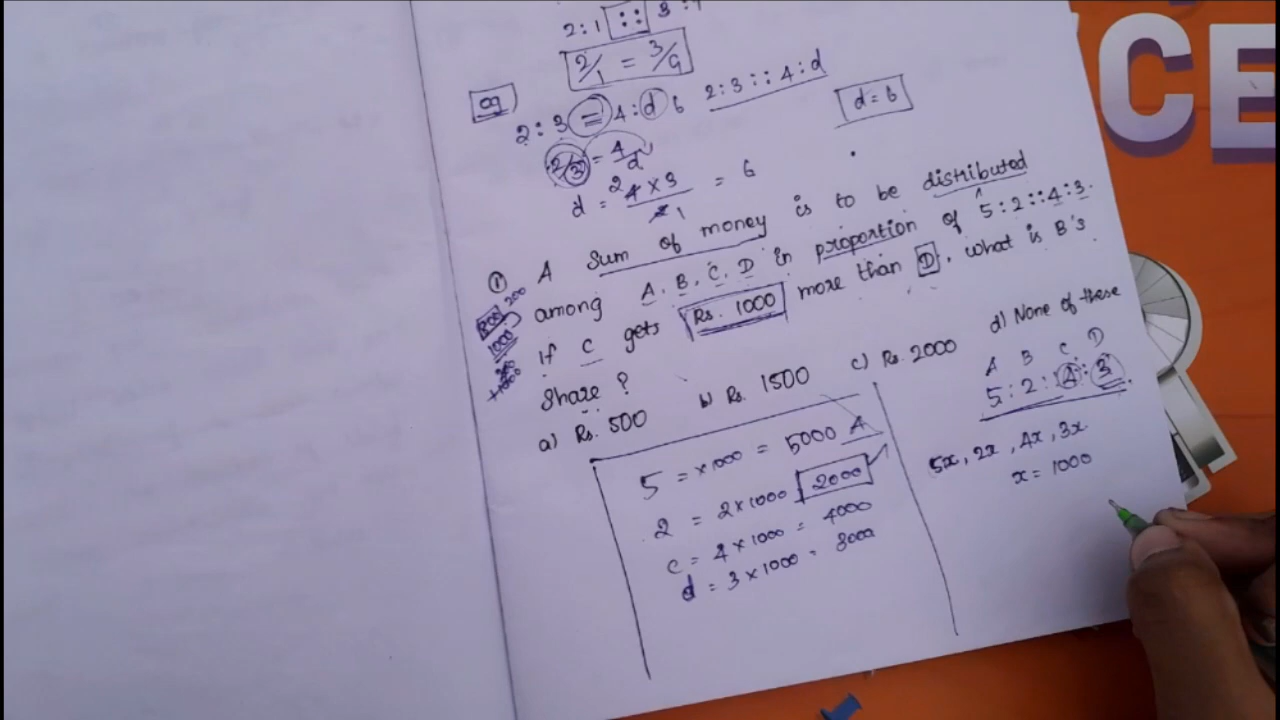 2:1 :: 3:9
2/1 = 3/9
eg
2:3 = 4:d 6 2:3::4:d
2/3 = 4/d
d = 6
d = 4×3 = 6
2
1
① A Sum of money is to be distributed
among A, B, C, D in proportion of 5:2::4:3.
If C gets Rs. 1000 more than D, what is B's
Share?
a) Rs. 500 b) Rs. 1500 c) Rs. 2000 d) None of these
200
1000
5 = ×1000 = 5000 A
2 = 2×1000 2000
c = 4×1000 = 4000
d = 3×1000 = 3000
A B C D
5:2:4:3
5x, 2x, 4x, 3x
x = 1000
CE